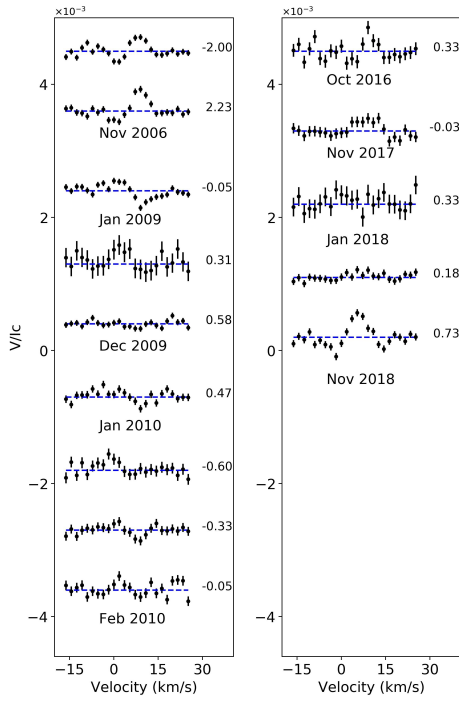 ×10⁻³
4
2
0
−2
−4
V/Ic
-2.00
2.23
Nov 2006
-0.05
Jan 2009
0.31
0.58
Dec 2009
0.47
Jan 2010
-0.60
-0.33
-0.05
Feb 2010
−15 0 15 30
Velocity (km/s)
×10⁻³
4
2
0
−2
−4
0.33
Oct 2016
-0.03
Nov 2017
0.33
Jan 2018
0.18
0.73
Nov 2018
−15 0 15 30
Velocity (km/s)